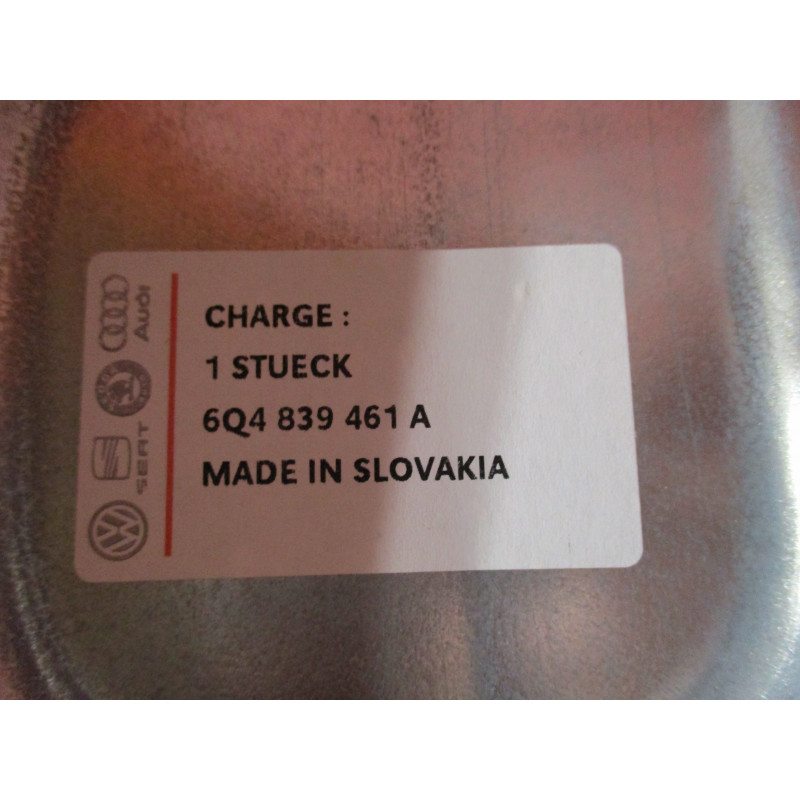 CHARGE :
1 STUECK
6Q4 839 461 A
MADE IN SLOVAKIA
Audi
SEAT